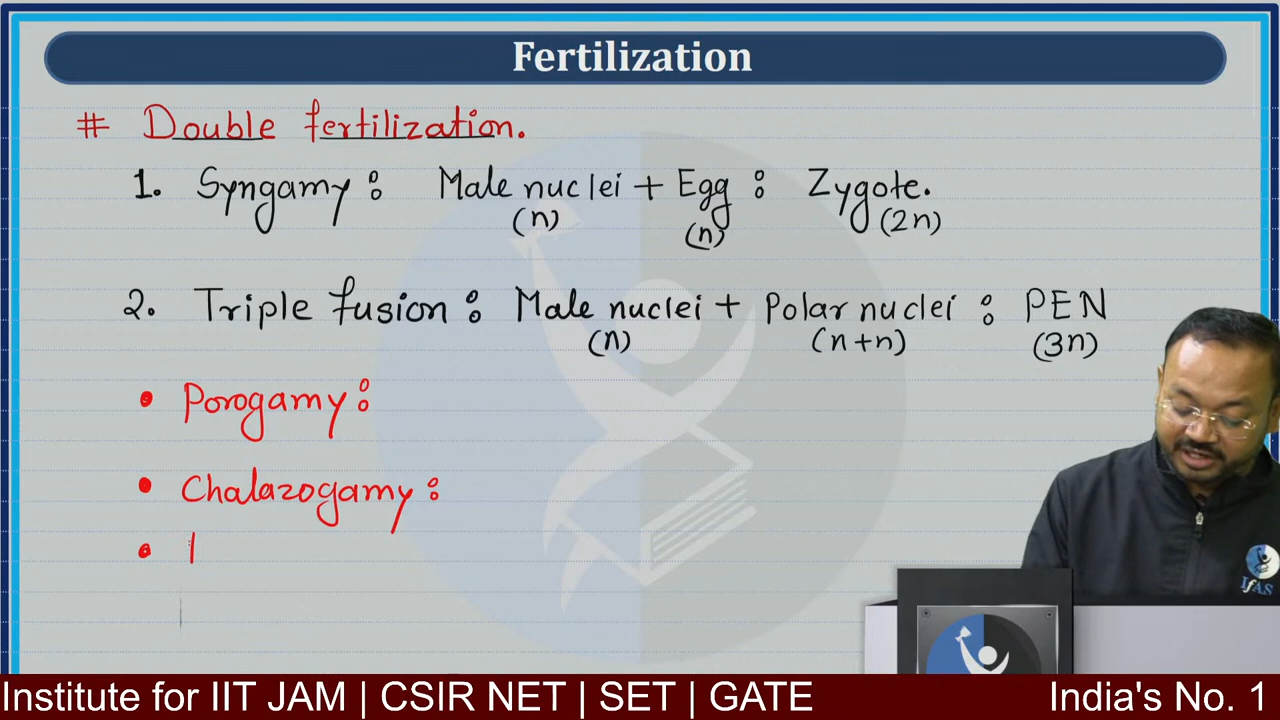 Fertilization
# Double fertilization.
1. Syngamy : Male nuclei + Egg : Zygote.
(n) (n) (2n)
2. Triple fusion : Male nuclei + Polar nuclei : PEN
(n) (n+n) (3n)
• Porogamy :
• Chalazogamy :
•
IFAS
Institute for IIT JAM | CSIR NET | SET | GATE India's No. 1